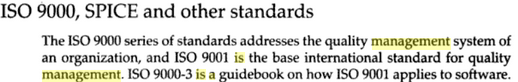 ISO 9000, SPICE and other standards
The ISO 9000 series of standards addresses the quality management system of
an organization, and ISO 9001 is the base international standard for quality
management. ISO 9000-3 is a guidebook on how ISO 9001 applies to software.